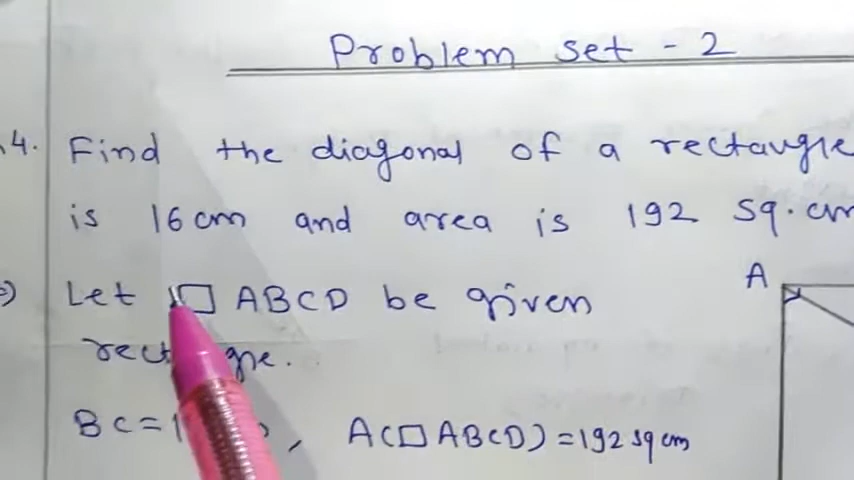 Problem set - 2
4. Find the diagonal of a rectangle
is 16 cm and area is 192 sq. cm
Let □ ABCD be given
BC = , A(□ ABCD) = 192 sq cm
A